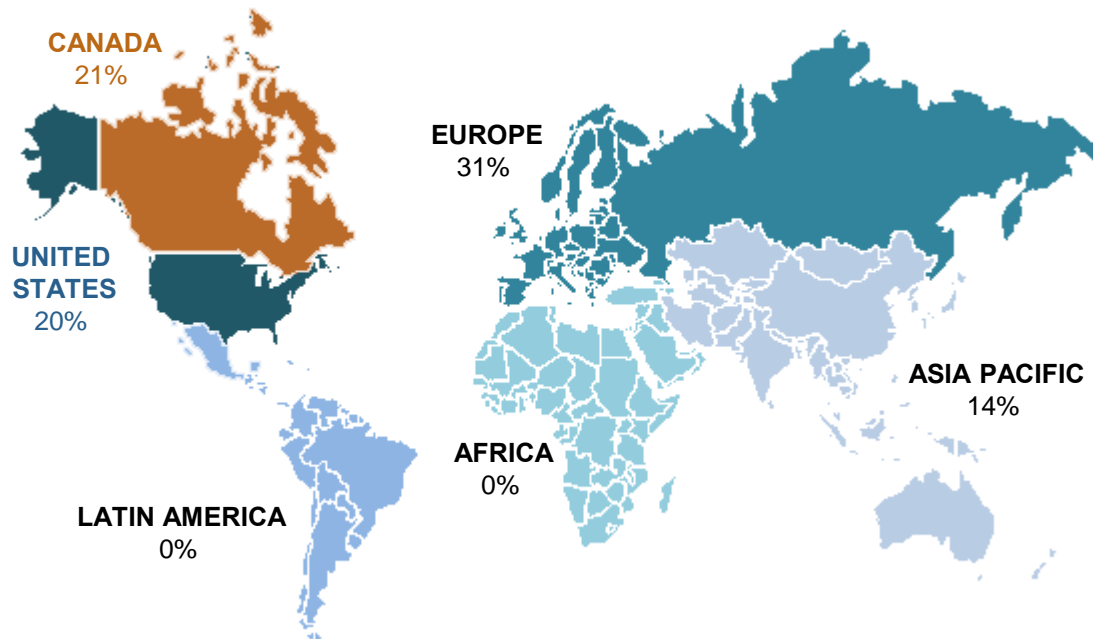 CANADA
21%
EUROPE
31%
UNITED
STATES
20%
ASIA PACIFIC
14%
AFRICA
0%
LATIN AMERICA
0%